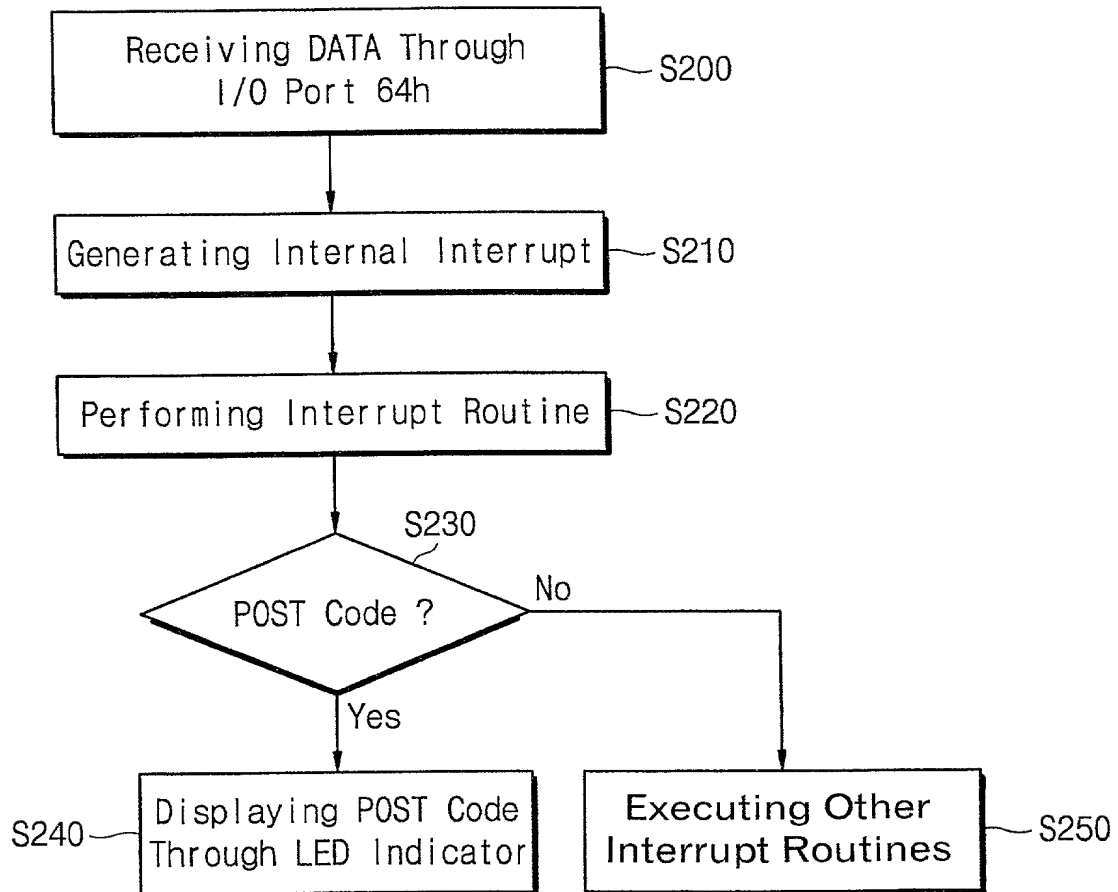 Receiving DATA Through
I/O Port 64h
S200
Generating Internal Interrupt
S210
Performing Interrupt Routine
S220
S230
POST Code ?
No
Yes
S240
Displaying POST Code
Through LED Indicator
Executing Other
Interrupt Routines
S250